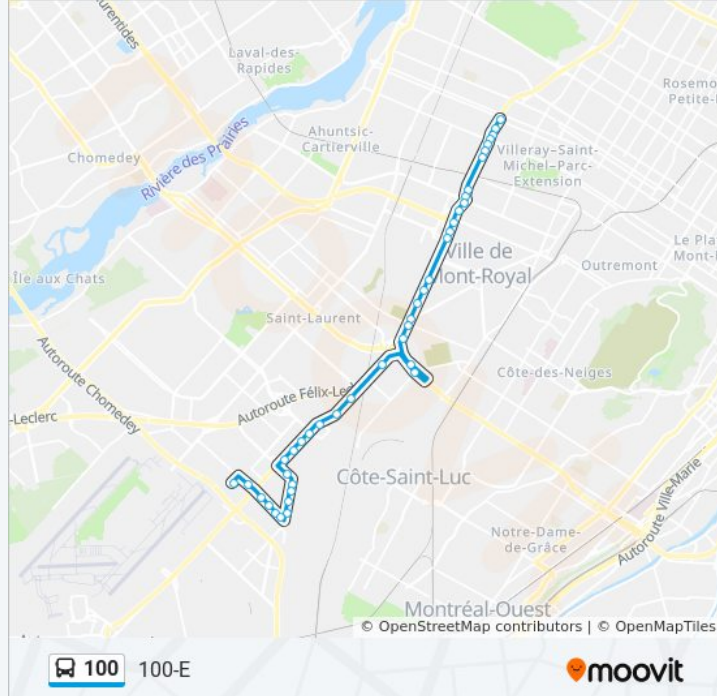 Laurentides
Laval-des-
Rapides
Rosemo
Petite-
Ahuntsic-
Cartierville
Chomedey
Rivière des Prairies
Villeray–Saint-
Michel–Parc-
Extension
Ville de
Mont-Royal
Le Pla
Mont-
Outremont
Île aux Chats
Saint-Laurent
Autoroute Chomedey
Côte-des-Neiges
Autoroute Félix-Lec
-Leclerc
Côte-Saint-Luc
Autoroute Ville-Marie
Notre-Dame-
de-Grâce
Montréal-Ouest
© OpenStreetMap contributors | © OpenMapTiles
100 100-E
moovit